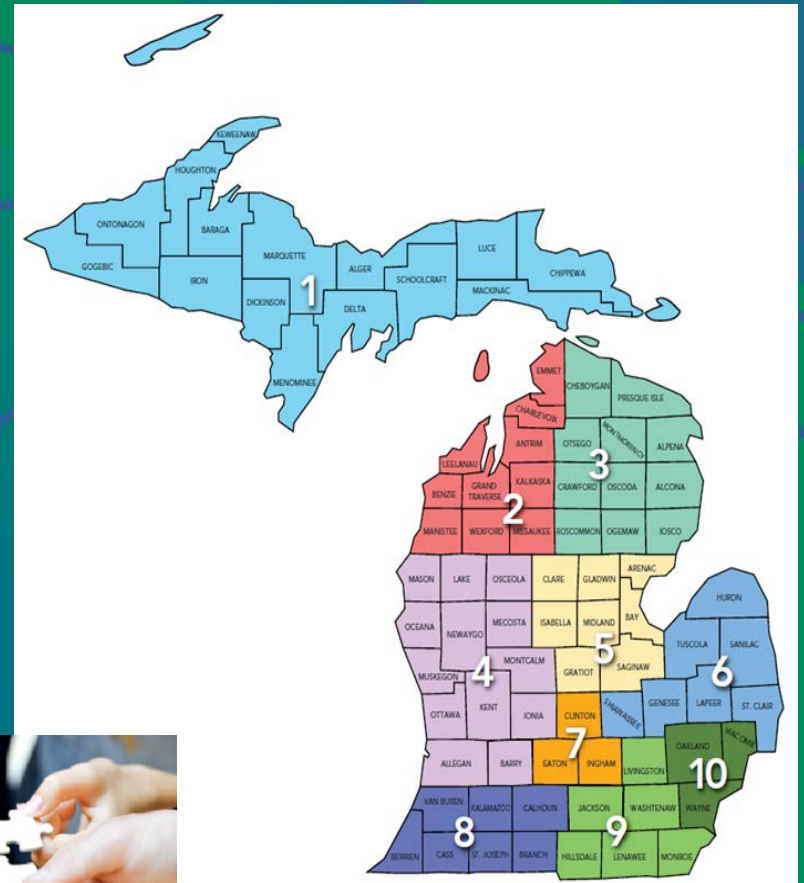 KEWEENAW
HOUGHTON
ONTONAGON
BARAGA
GOGEBIC
IRON
MARQUETTE
1
DICKINSON
MENOMINEE
DELTA
ALGER
SCHOOLCRAFT
LUCE
MACKINAC
CHIPPEWA
EMMET
CHARLEVOIX
ANTRIM
LEELANAU
BENZIE
GRAND
TRAVERSE
KALKASKA
2
MANISTEE
WEXFORD
MISSAUKEE
CHEBOYGAN
PRESQUE ISLE
OTSEGO
MONTMORENCY
ALPENA
3
CRAWFORD
OSCODA
ALCONA
ROSCOMMON
OGEMAW
IOSCO
MASON
LAKE
OSCEOLA
OCEANA
NEWAYGO
MECOSTA
4
MONTCALM
MUSKEGON
OTTAWA
KENT
IONIA
ALLEGAN
BARRY
CLARE
GLADWIN
ARENAC
ISABELLA
MIDLAND
BAY
5
GRATIOT
SAGINAW
HURON
TUSCOLA
SANILAC
6
SHIAWASSEE
GENESEE
LAPEER
ST. CLAIR
CLINTON
7
EATON
INGHAM
VAN BUREN
KALAMAZOO
CALHOUN
8
BERRIEN
CASS
ST. JOSEPH
BRANCH
LIVINGSTON
JACKSON
WASHTENAW
9
HILLSDALE
LENAWEE
MONROE
OAKLAND
MACOMB
10
WAYNE